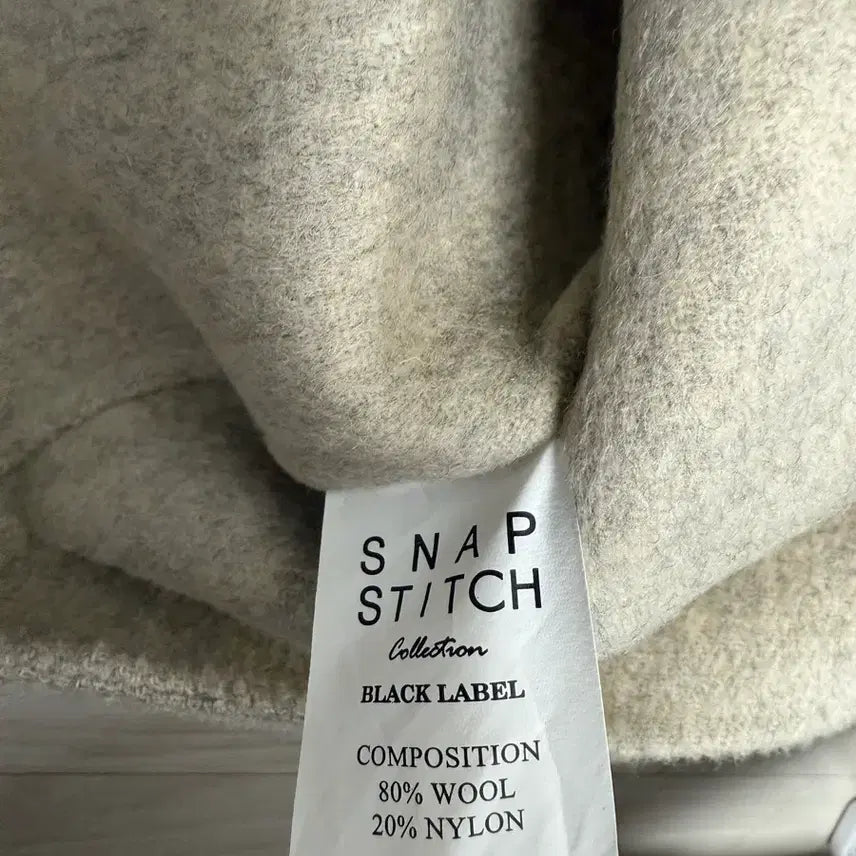 SNAP
STITCH
Collection
BLACK LABEL
COMPOSITION
80% WOOL
20% NYLON